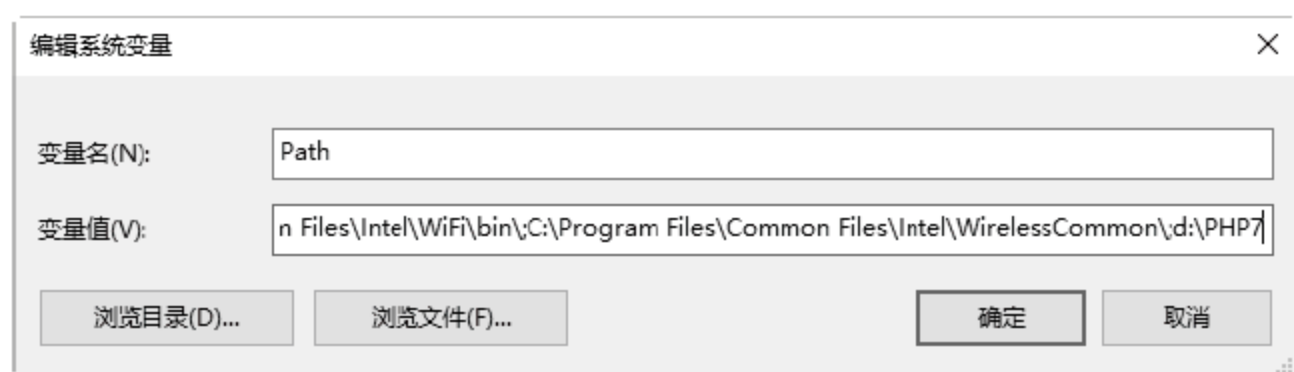 编辑系统变量
变量名(N): Path
变量值(V): n Files\Intel\WiFi\bin\;C:\Program Files\Common Files\Intel\WirelessCommon\;d:\PHP7
浏览目录(D)... 浏览文件(F)... 确定 取消